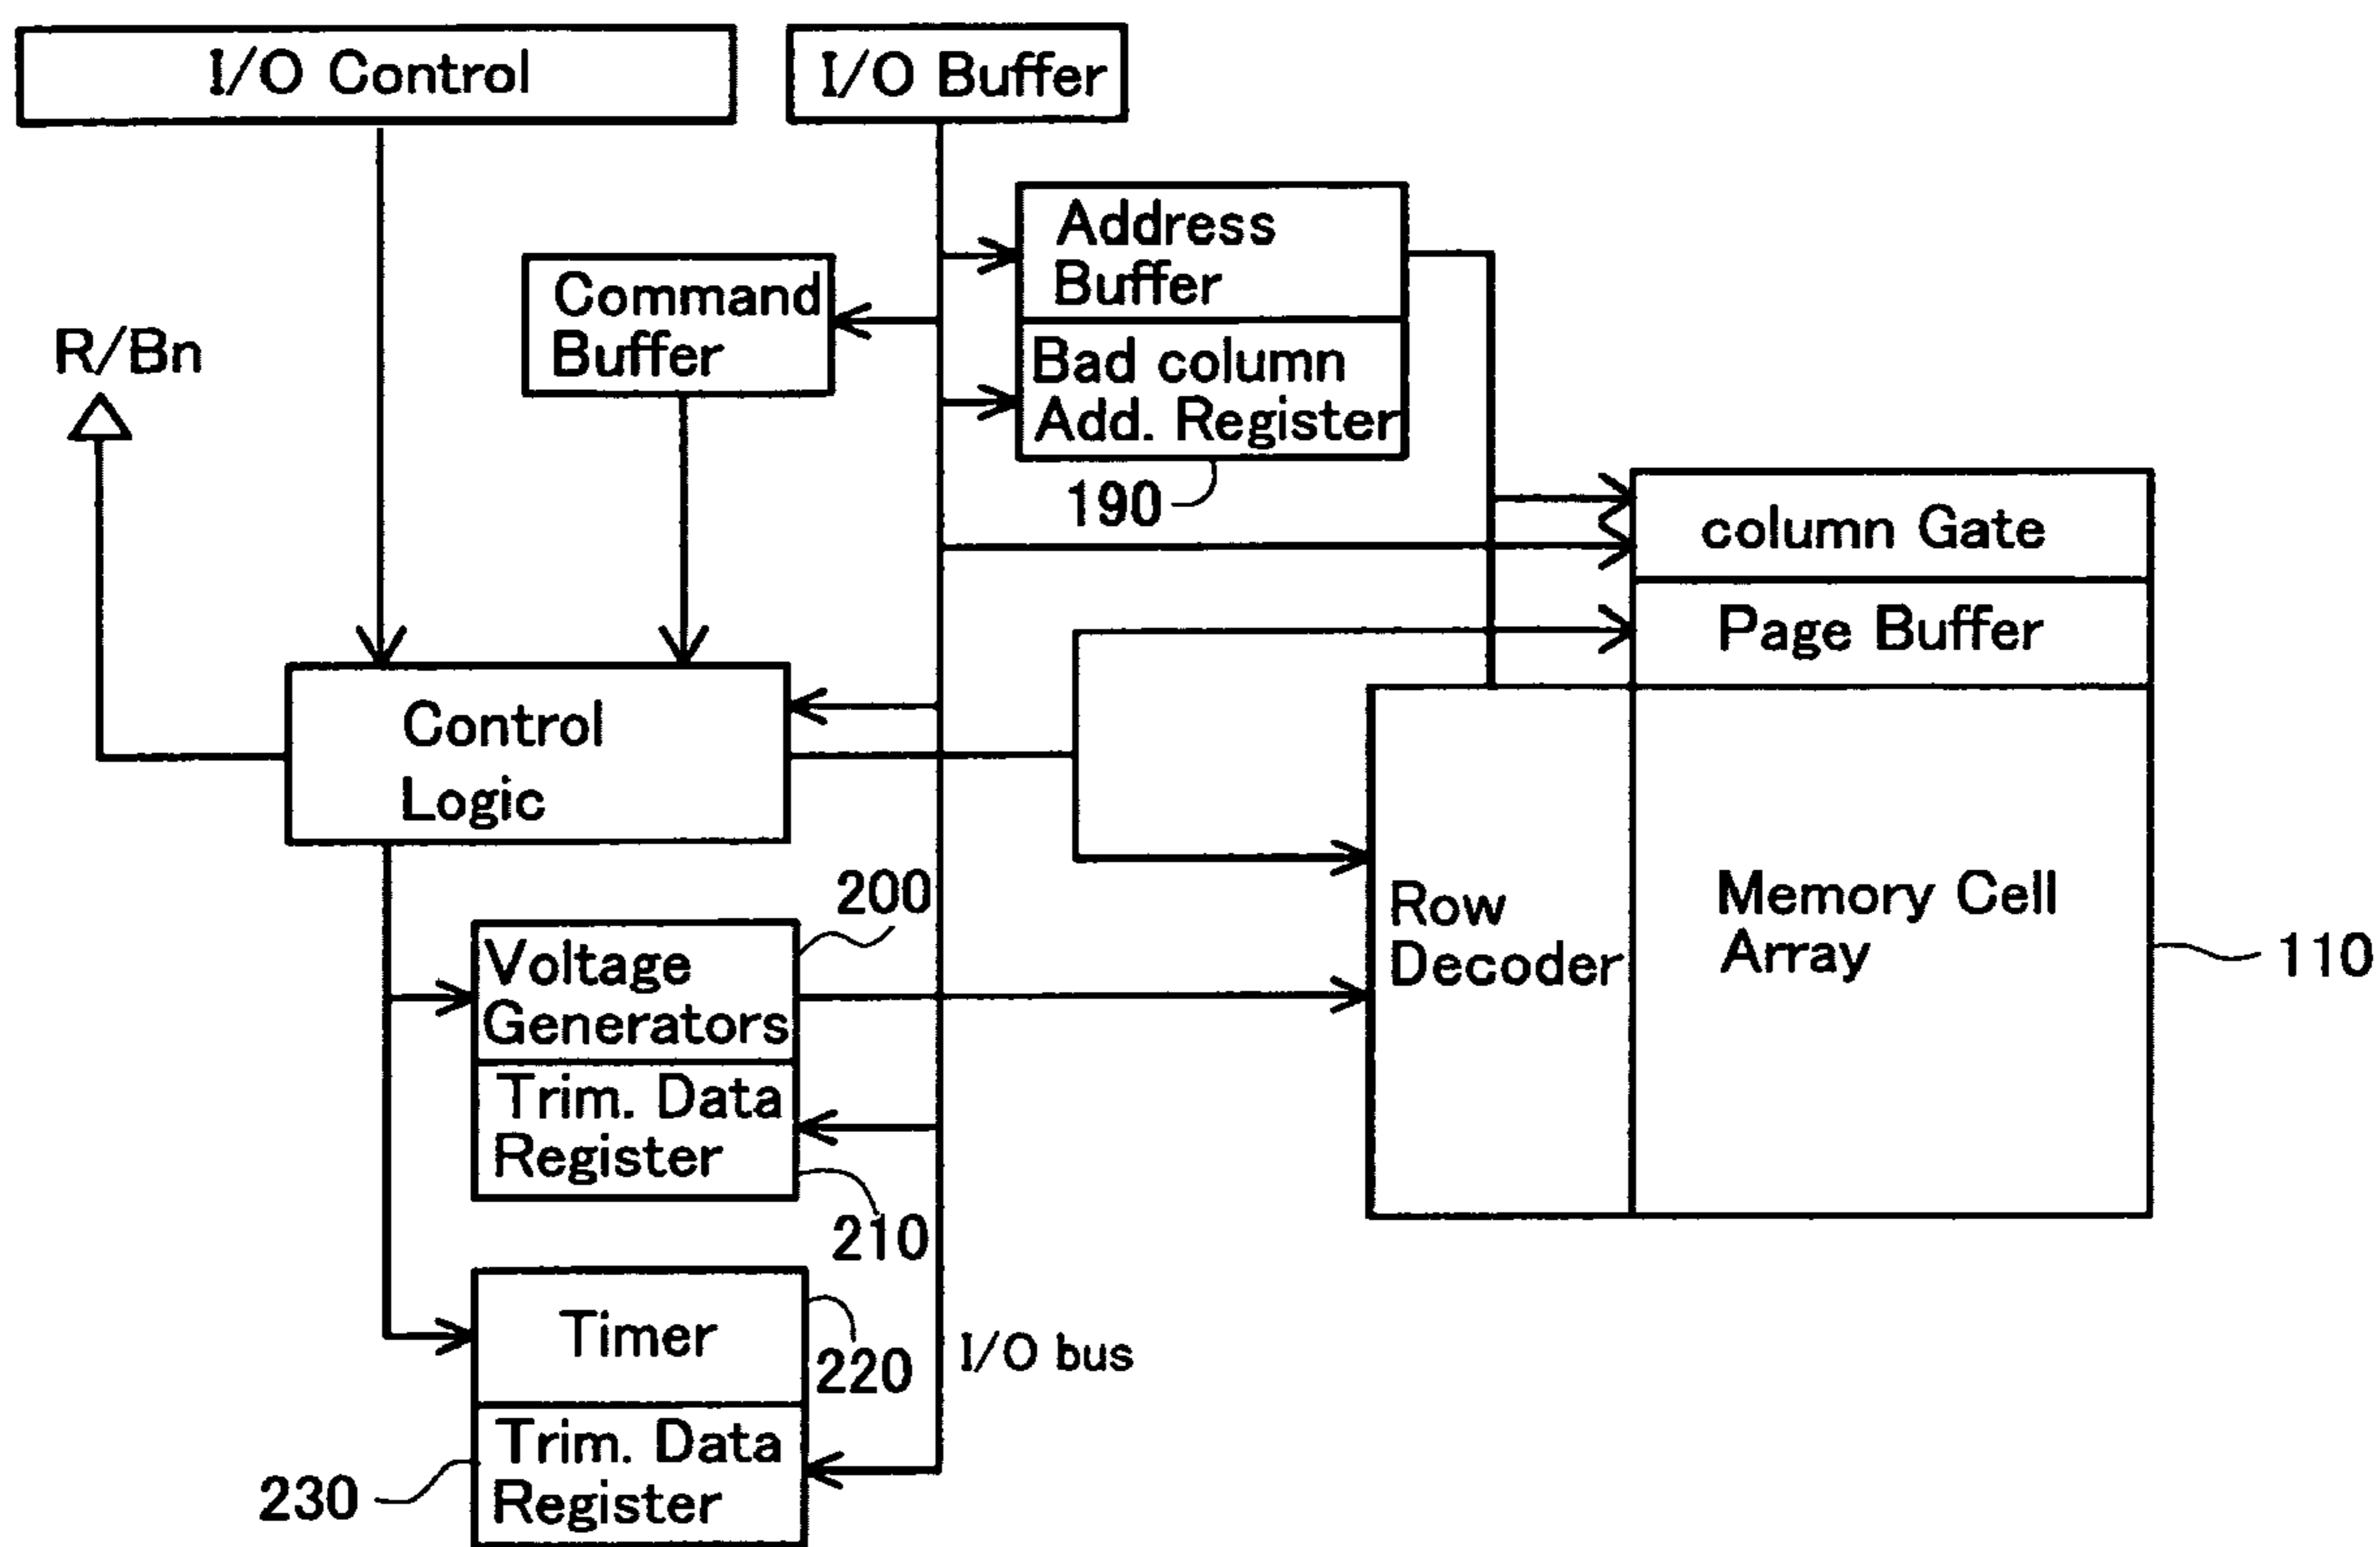 I/O Control
I/O Buffer
Address
Buffer
Command
Buffer
R/Bn
Bad column
Add. Register
190
column Gate
Page Buffer
Control
Logic
200
Voltage
Generators
Row
Decoder
Memory Cell
Array
110
Trim. Data
Register
210
Timer
220
I/O bus
Trim. Data
Register
230